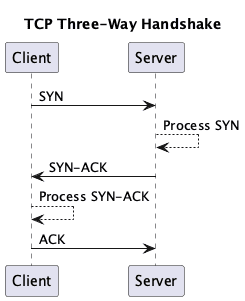 TCP Three-Way Handshake
Client Server
SYN
Process SYN
SYN-ACK
Process SYN-ACK
ACK
Client Server